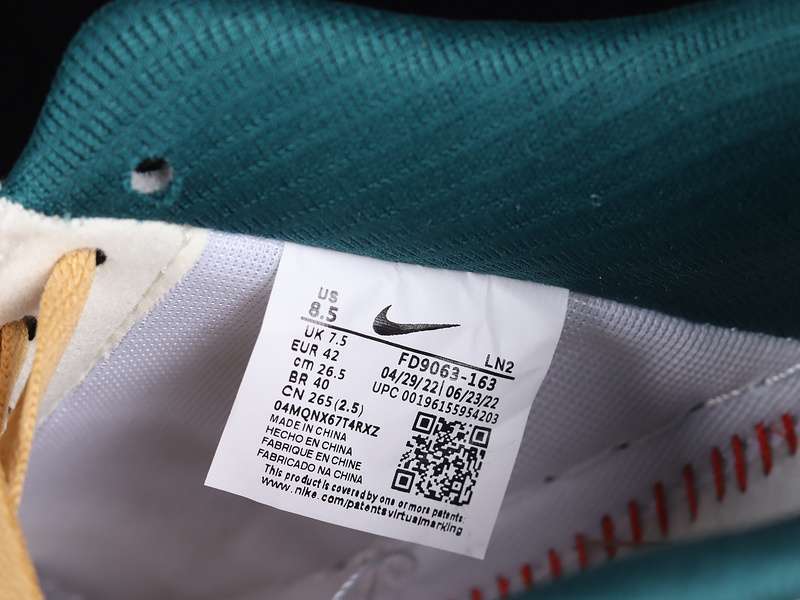 US
8.5
UK 7.5
EUR 42
cm 26.5
BR 40
CN 265 (2.5)
LN2
FD9063-163
04/29/22 | 06/23/22
UPC 00196155954203
04MQNX67T4RXZ
MADE IN CHINA
HECHO EN CHINA
FABRIQUE EN CHINE
FABRICADO NA CHINA
This product is covered by one or more patents:
www.nike.com/patentsvirtualmarking